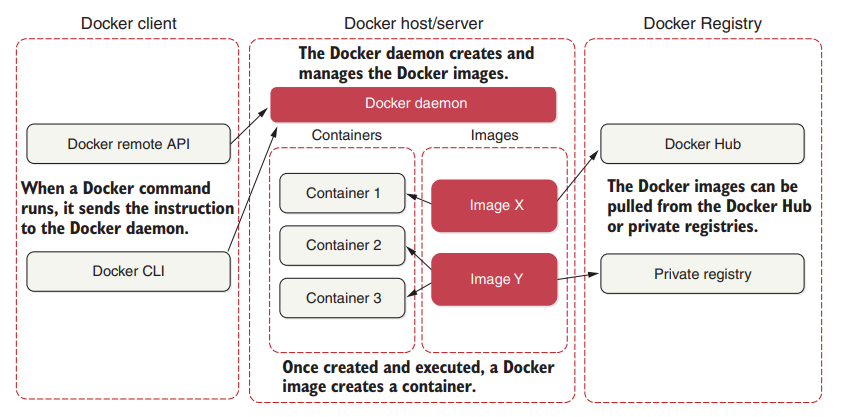 Docker client
Docker host/server
Docker Registry
The Docker daemon creates and
manages the Docker images.
Docker daemon
Docker remote API
When a Docker command
runs, it sends the instruction
to the Docker daemon.
Docker CLI
Containers
Images
Container 1
Container 2
Container 3
Image X
Image Y
Once created and executed, a Docker
image creates a container.
Docker Hub
The Docker images can be
pulled from the Docker Hub
or private registries.
Private registry